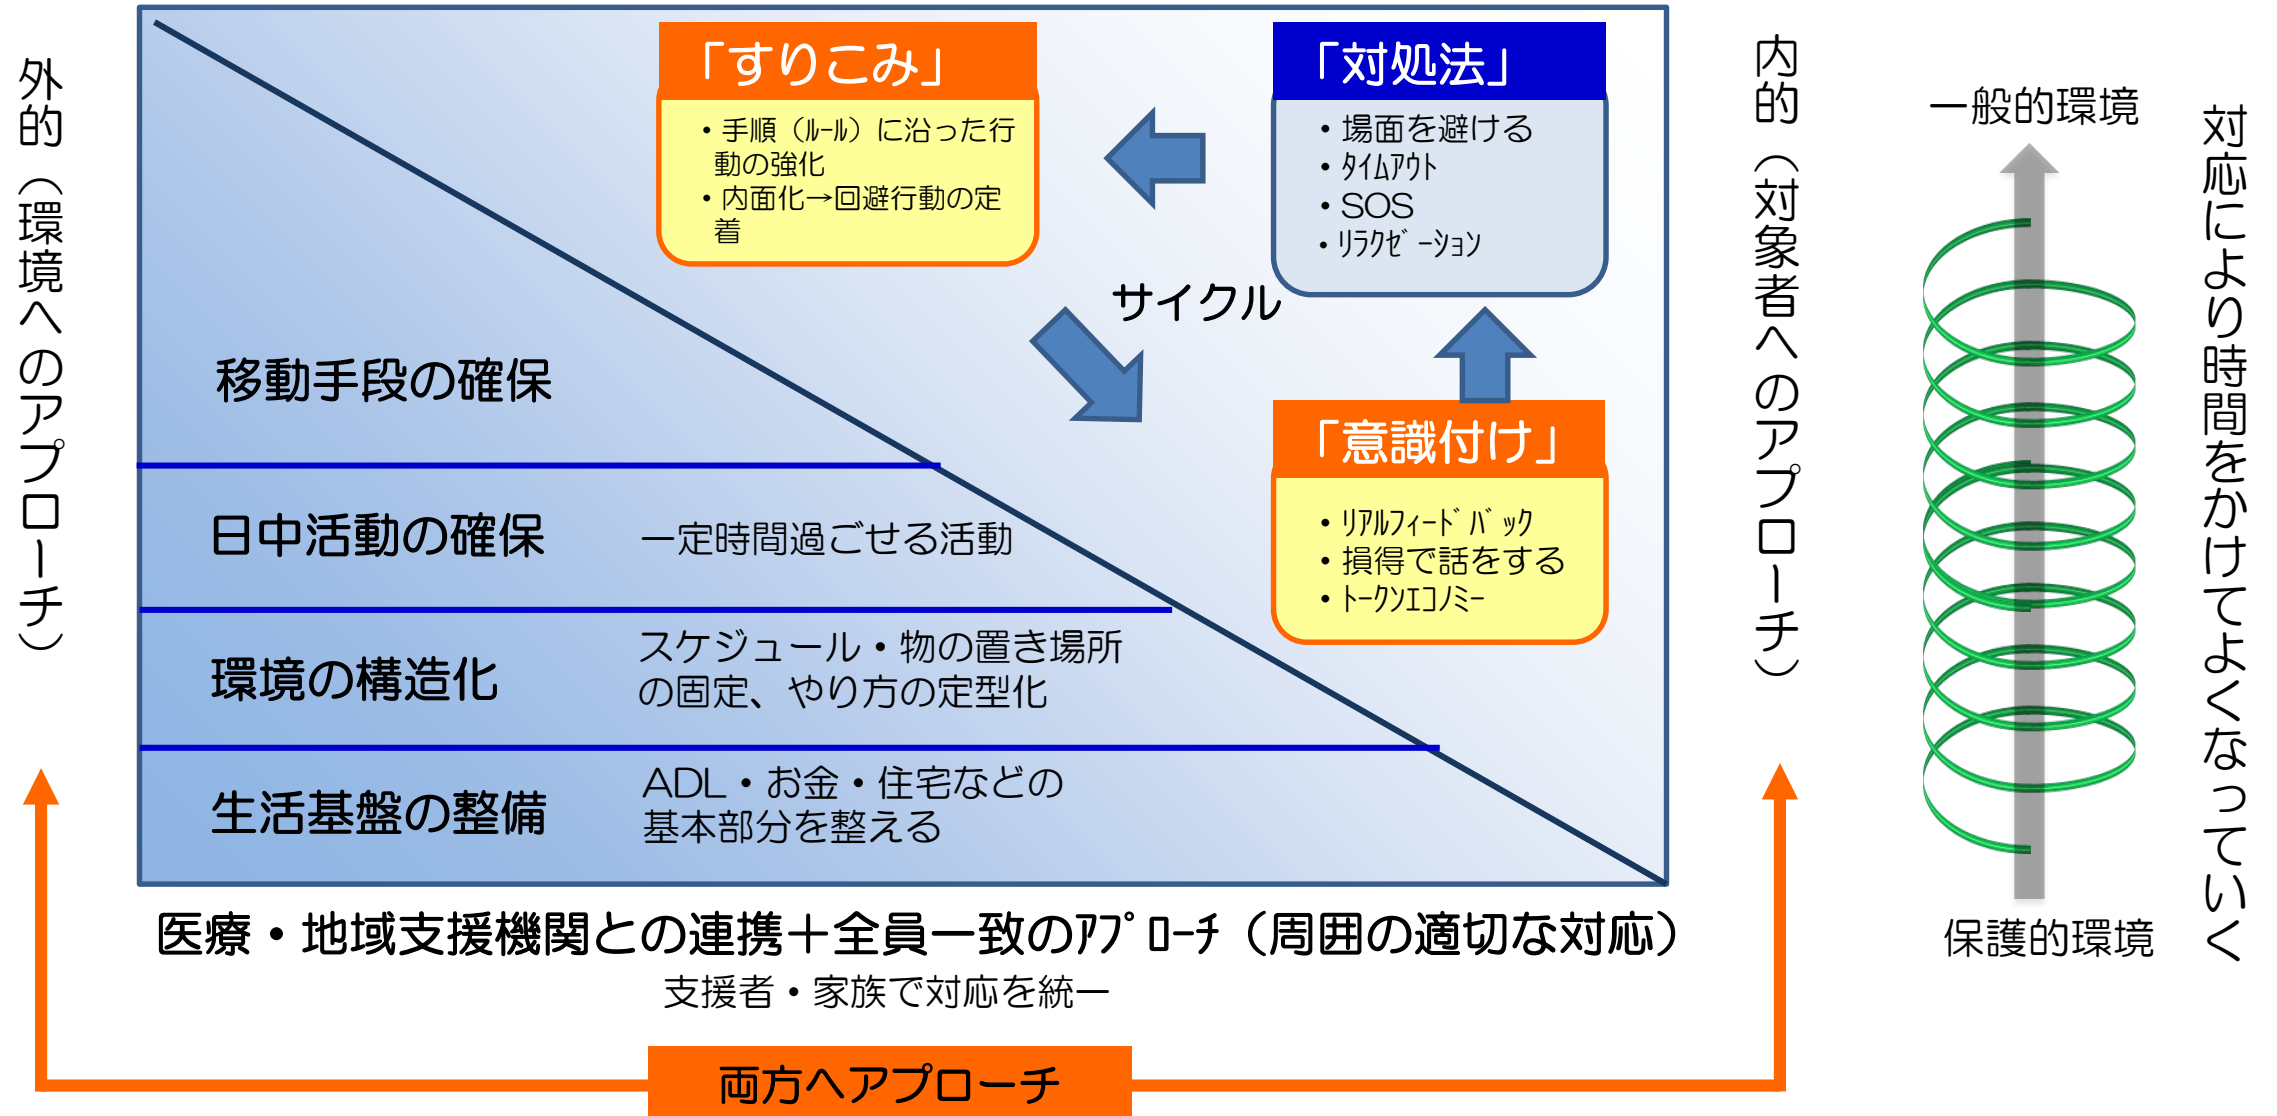 外的（環境へのアプローチ）
「すりこみ」
・手順（ﾙｰﾙ）に沿った行
動の強化
・内面化→回避行動の定
着
「対処法」
・場面を避ける
・ﾀｲﾑｱｳﾄ
・SOS
・ﾘﾗｸｾﾞｰｼｮﾝ
サイクル
「意識付け」
・ﾘｱﾙﾌｨｰﾄﾞﾊﾞｯｸ
・損得で話をする
・ﾄｰｸﾝｴｺﾉﾐｰ
移動手段の確保
日中活動の確保
一定時間過ごせる活動
環境の構造化
スケジュール・物の置き場所
の固定、やり方の定型化
生活基盤の整備
ADL・お金・住宅などの
基本部分を整える
内的（対象者へのアプローチ）
一般的環境
保護的環境
対応により時間をかけてよくなっていく
医療・地域支援機関との連携＋全員一致のｱﾌﾟﾛｰﾁ（周囲の適切な対応）
支援者・家族で対応を統一
両方へアプローチ